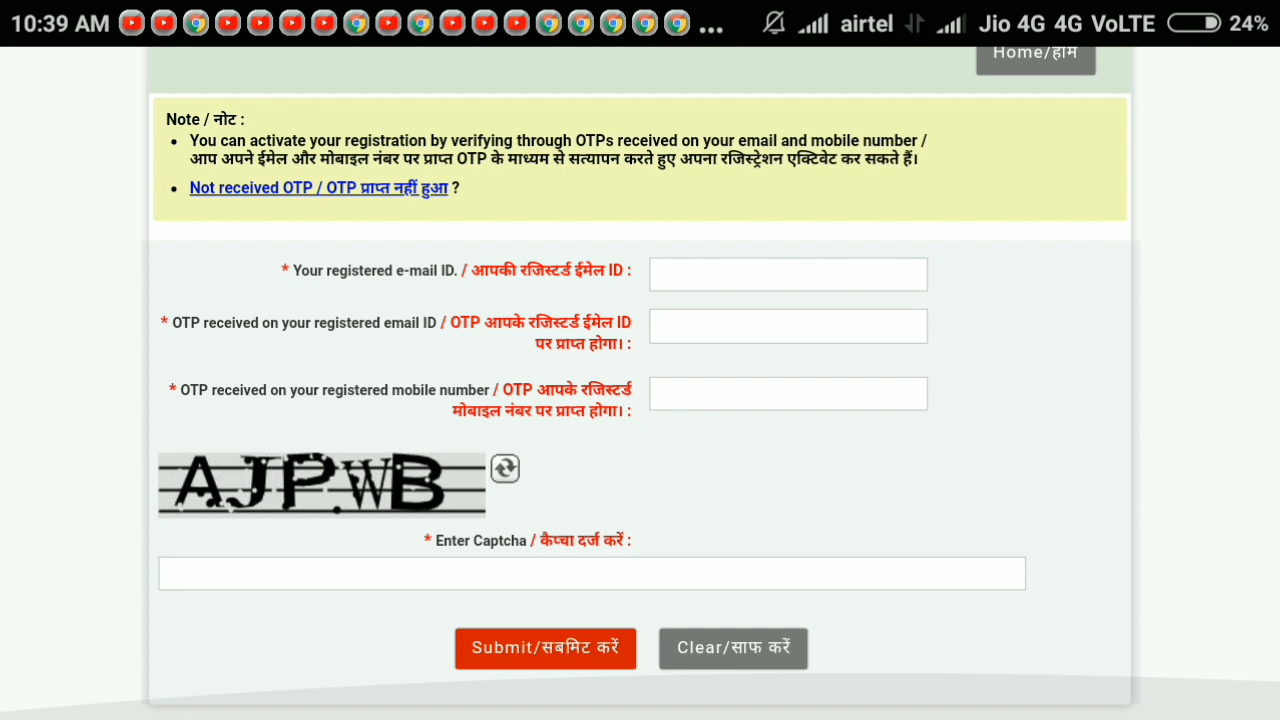 10:39 AM ... airtel Jio 4G 4G VoLTE 24%
Home/होम
Note / नोट :
You can activate your registration by verifying through OTPs received on your email and mobile number /
आप अपने ईमेल और मोबाइल नंबर पर प्राप्त OTP के माध्यम से सत्यापन करते हुए अपना रजिस्ट्रेशन एक्टिवेट कर सकते हैं।
Not received OTP / OTP प्राप्त नहीं हुआ ?
* Your registered e-mail ID. / आपकी रजिस्टर्ड ईमेल ID :
* OTP received on your registered email ID / OTP आपके रजिस्टर्ड ईमेल ID
पर प्राप्त होगा। :
* OTP received on your registered mobile number / OTP आपके रजिस्टर्ड
मोबाइल नंबर पर प्राप्त होगा। :
AJPWB
* Enter Captcha / कैप्चा दर्ज करें :
Submit/सबमिट करें Clear/साफ करें